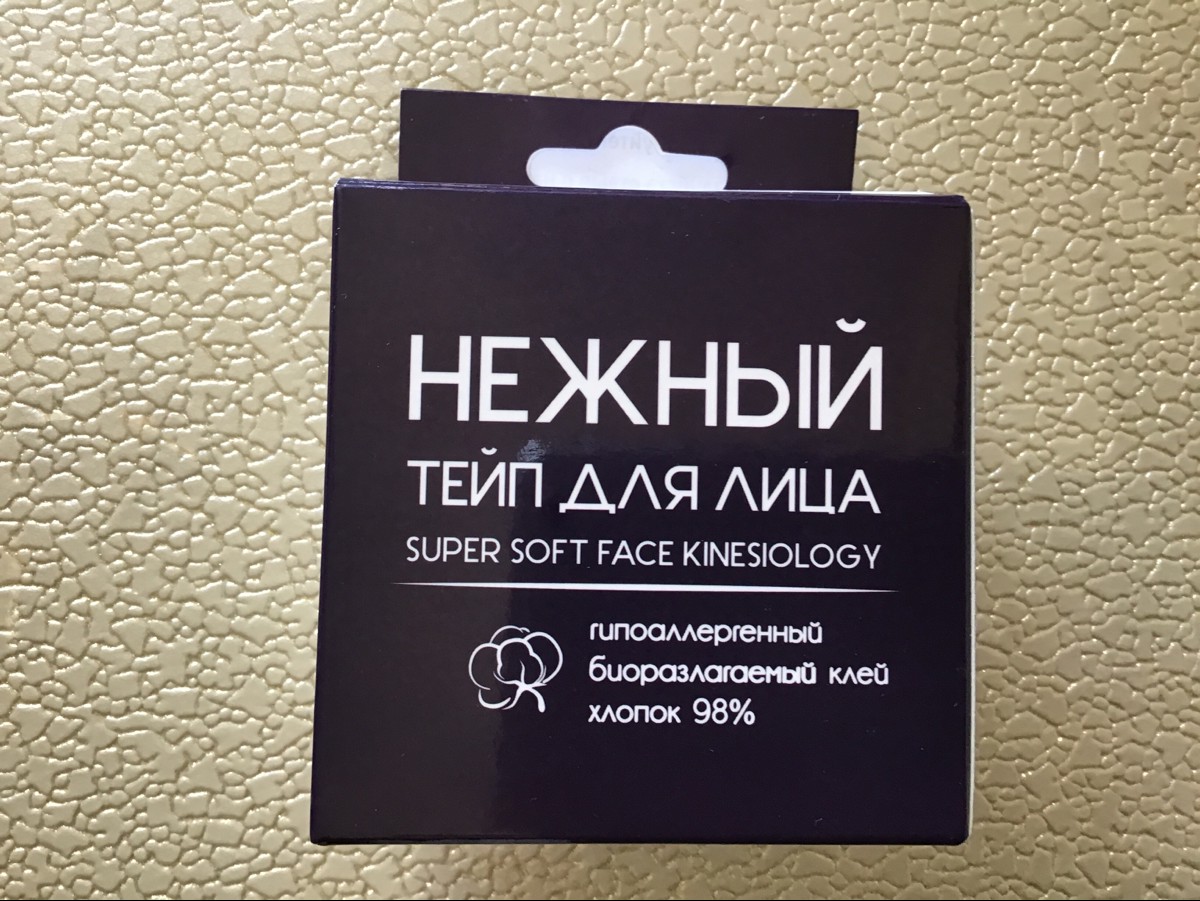 НЕЖНЫЙ
ТЕЙП ДЛЯ ЛИЦА
SUPER SOFT FACE KINESIOLOGY
гипоаллергенный
биоразлагаемый клей
хлопок 98%